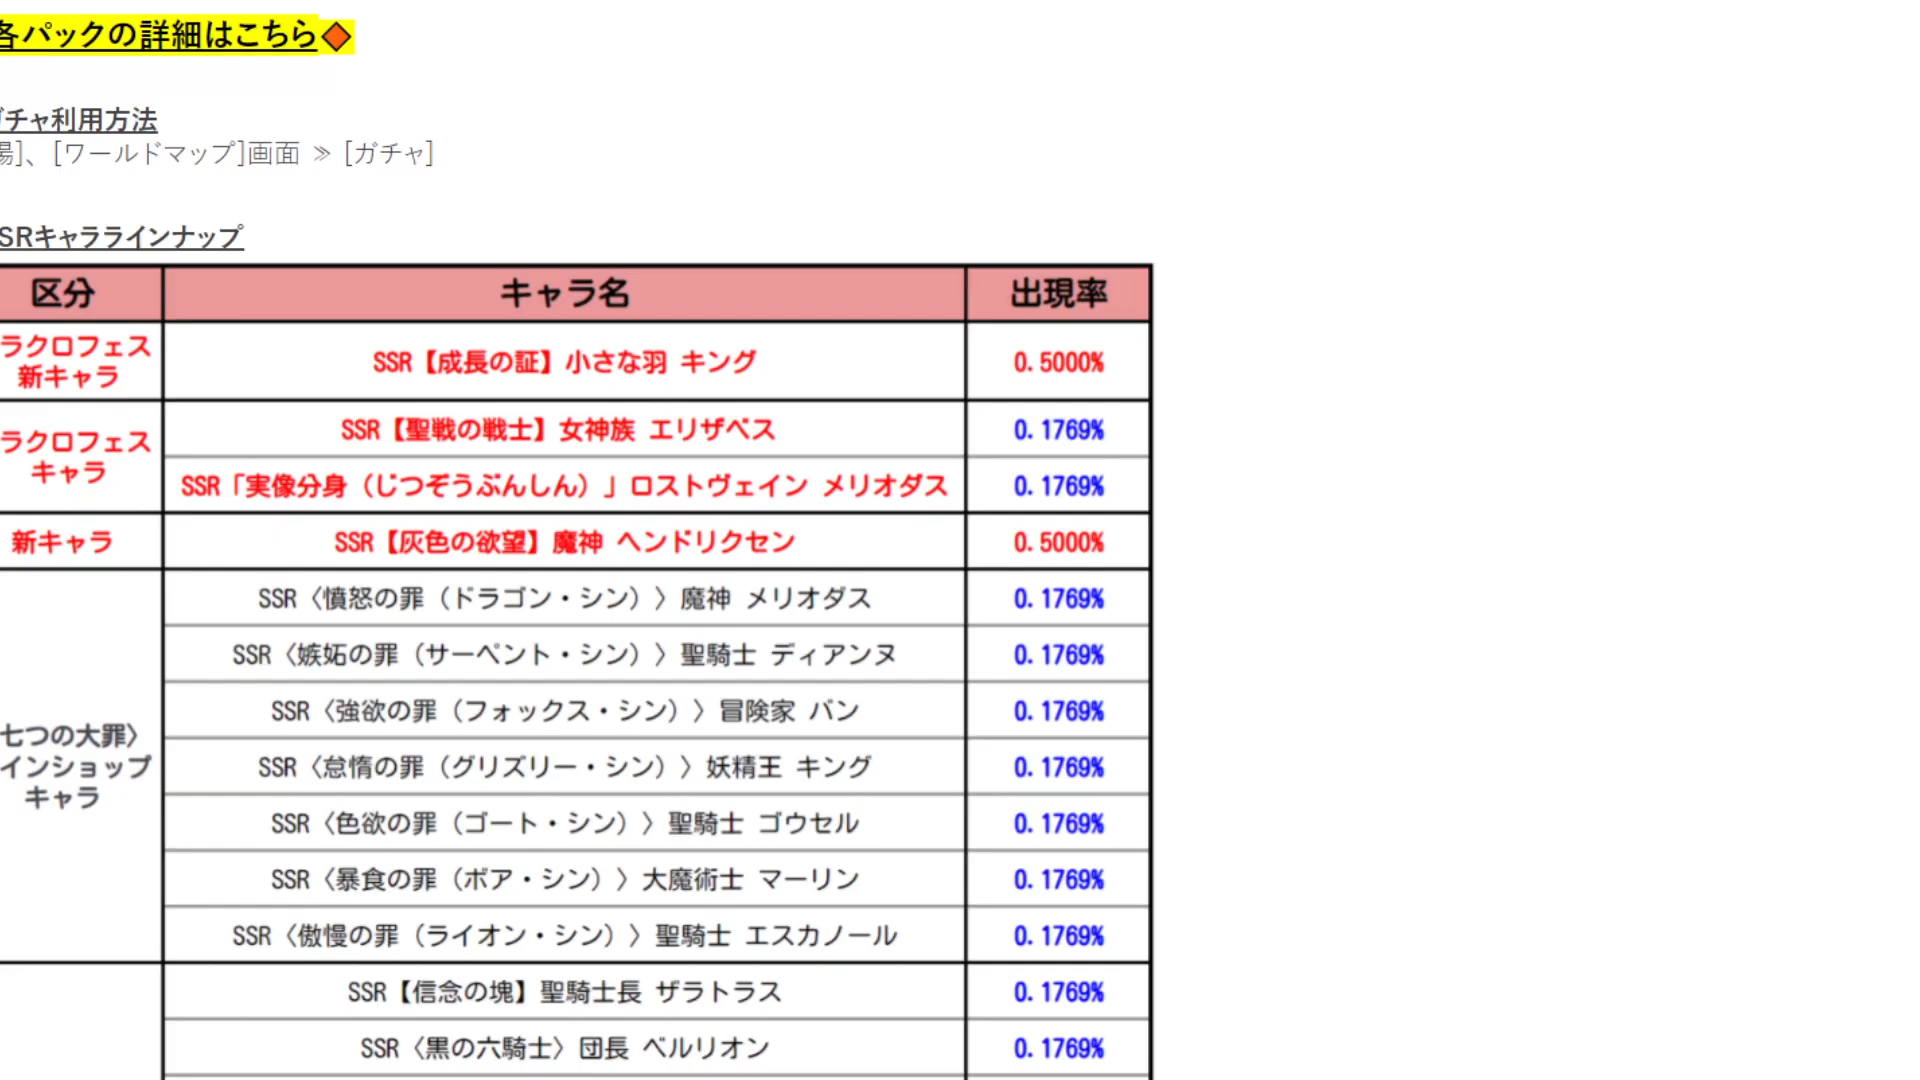 各パックの詳細はこちら
チャ利用方法
場]、[ワールドマップ]画面 ≫ [ガチャ]
SRキャララインナップ
区分 キャラ名 出現率
ラクロフェス
新キャラ
SSR【成長の証】小さな羽 キング 0.5000%
ラクロフェス
キャラ
SSR【聖戦の戦士】女神族 エリザベス 0.1769%
SSR「実像分身（じつぞうぶんしん）」ロストヴェイン メリオダス 0.1769%
新キャラ SSR【灰色の欲望】魔神 ヘンドリクセン 0.5000%
七つの大罪〉
インショップ
キャラ
SSR〈憤怒の罪（ドラゴン・シン）〉魔神 メリオダス 0.1769%
SSR〈嫉妬の罪（サーペント・シン）〉聖騎士 ディアンヌ 0.1769%
SSR〈強欲の罪（フォックス・シン）〉冒険家 バン 0.1769%
SSR〈怠惰の罪（グリズリー・シン）〉妖精王 キング 0.1769%
SSR〈色欲の罪（ゴート・シン）〉聖騎士 ゴウセル 0.1769%
SSR〈暴食の罪（ボア・シン）〉大魔術士 マーリン 0.1769%
SSR〈傲慢の罪（ライオン・シン）〉聖騎士 エスカノール 0.1769%
SSR【信念の塊】聖騎士長 ザラトラス 0.1769%
SSR〈黒の六騎士〉団長 ベルリオン 0.1769%